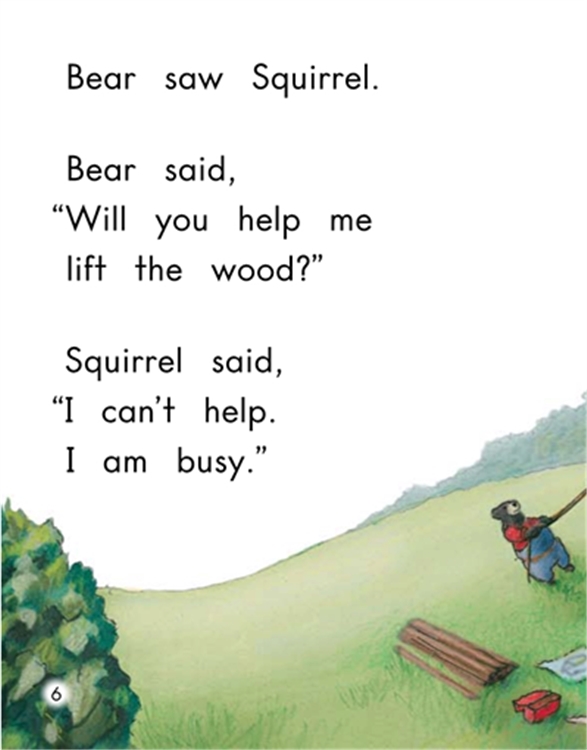 Bear saw Squirrel.
Bear said,
“Will you help me
lift the wood?”
Squirrel said,
“I can’t help.
I am busy.”
6